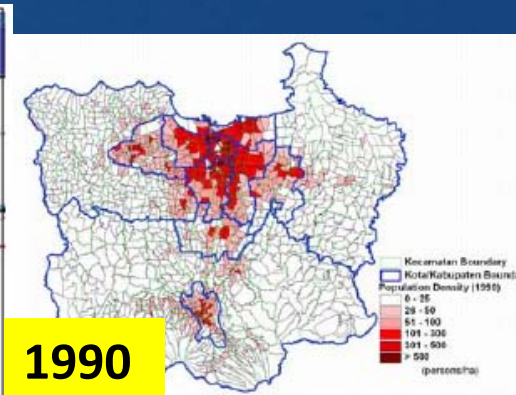 Kecamatan Boundary
Kota/Kabupaten Bound
Population Density (1990)
0 - 25
26 - 50
51 - 100
101 - 300
301 - 500
> 500
(persons/ha)
1990